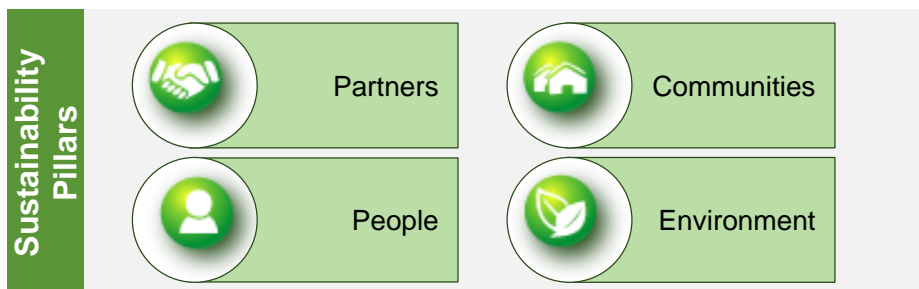 Sustainability
Pillars
Partners
Communities
People
Environment